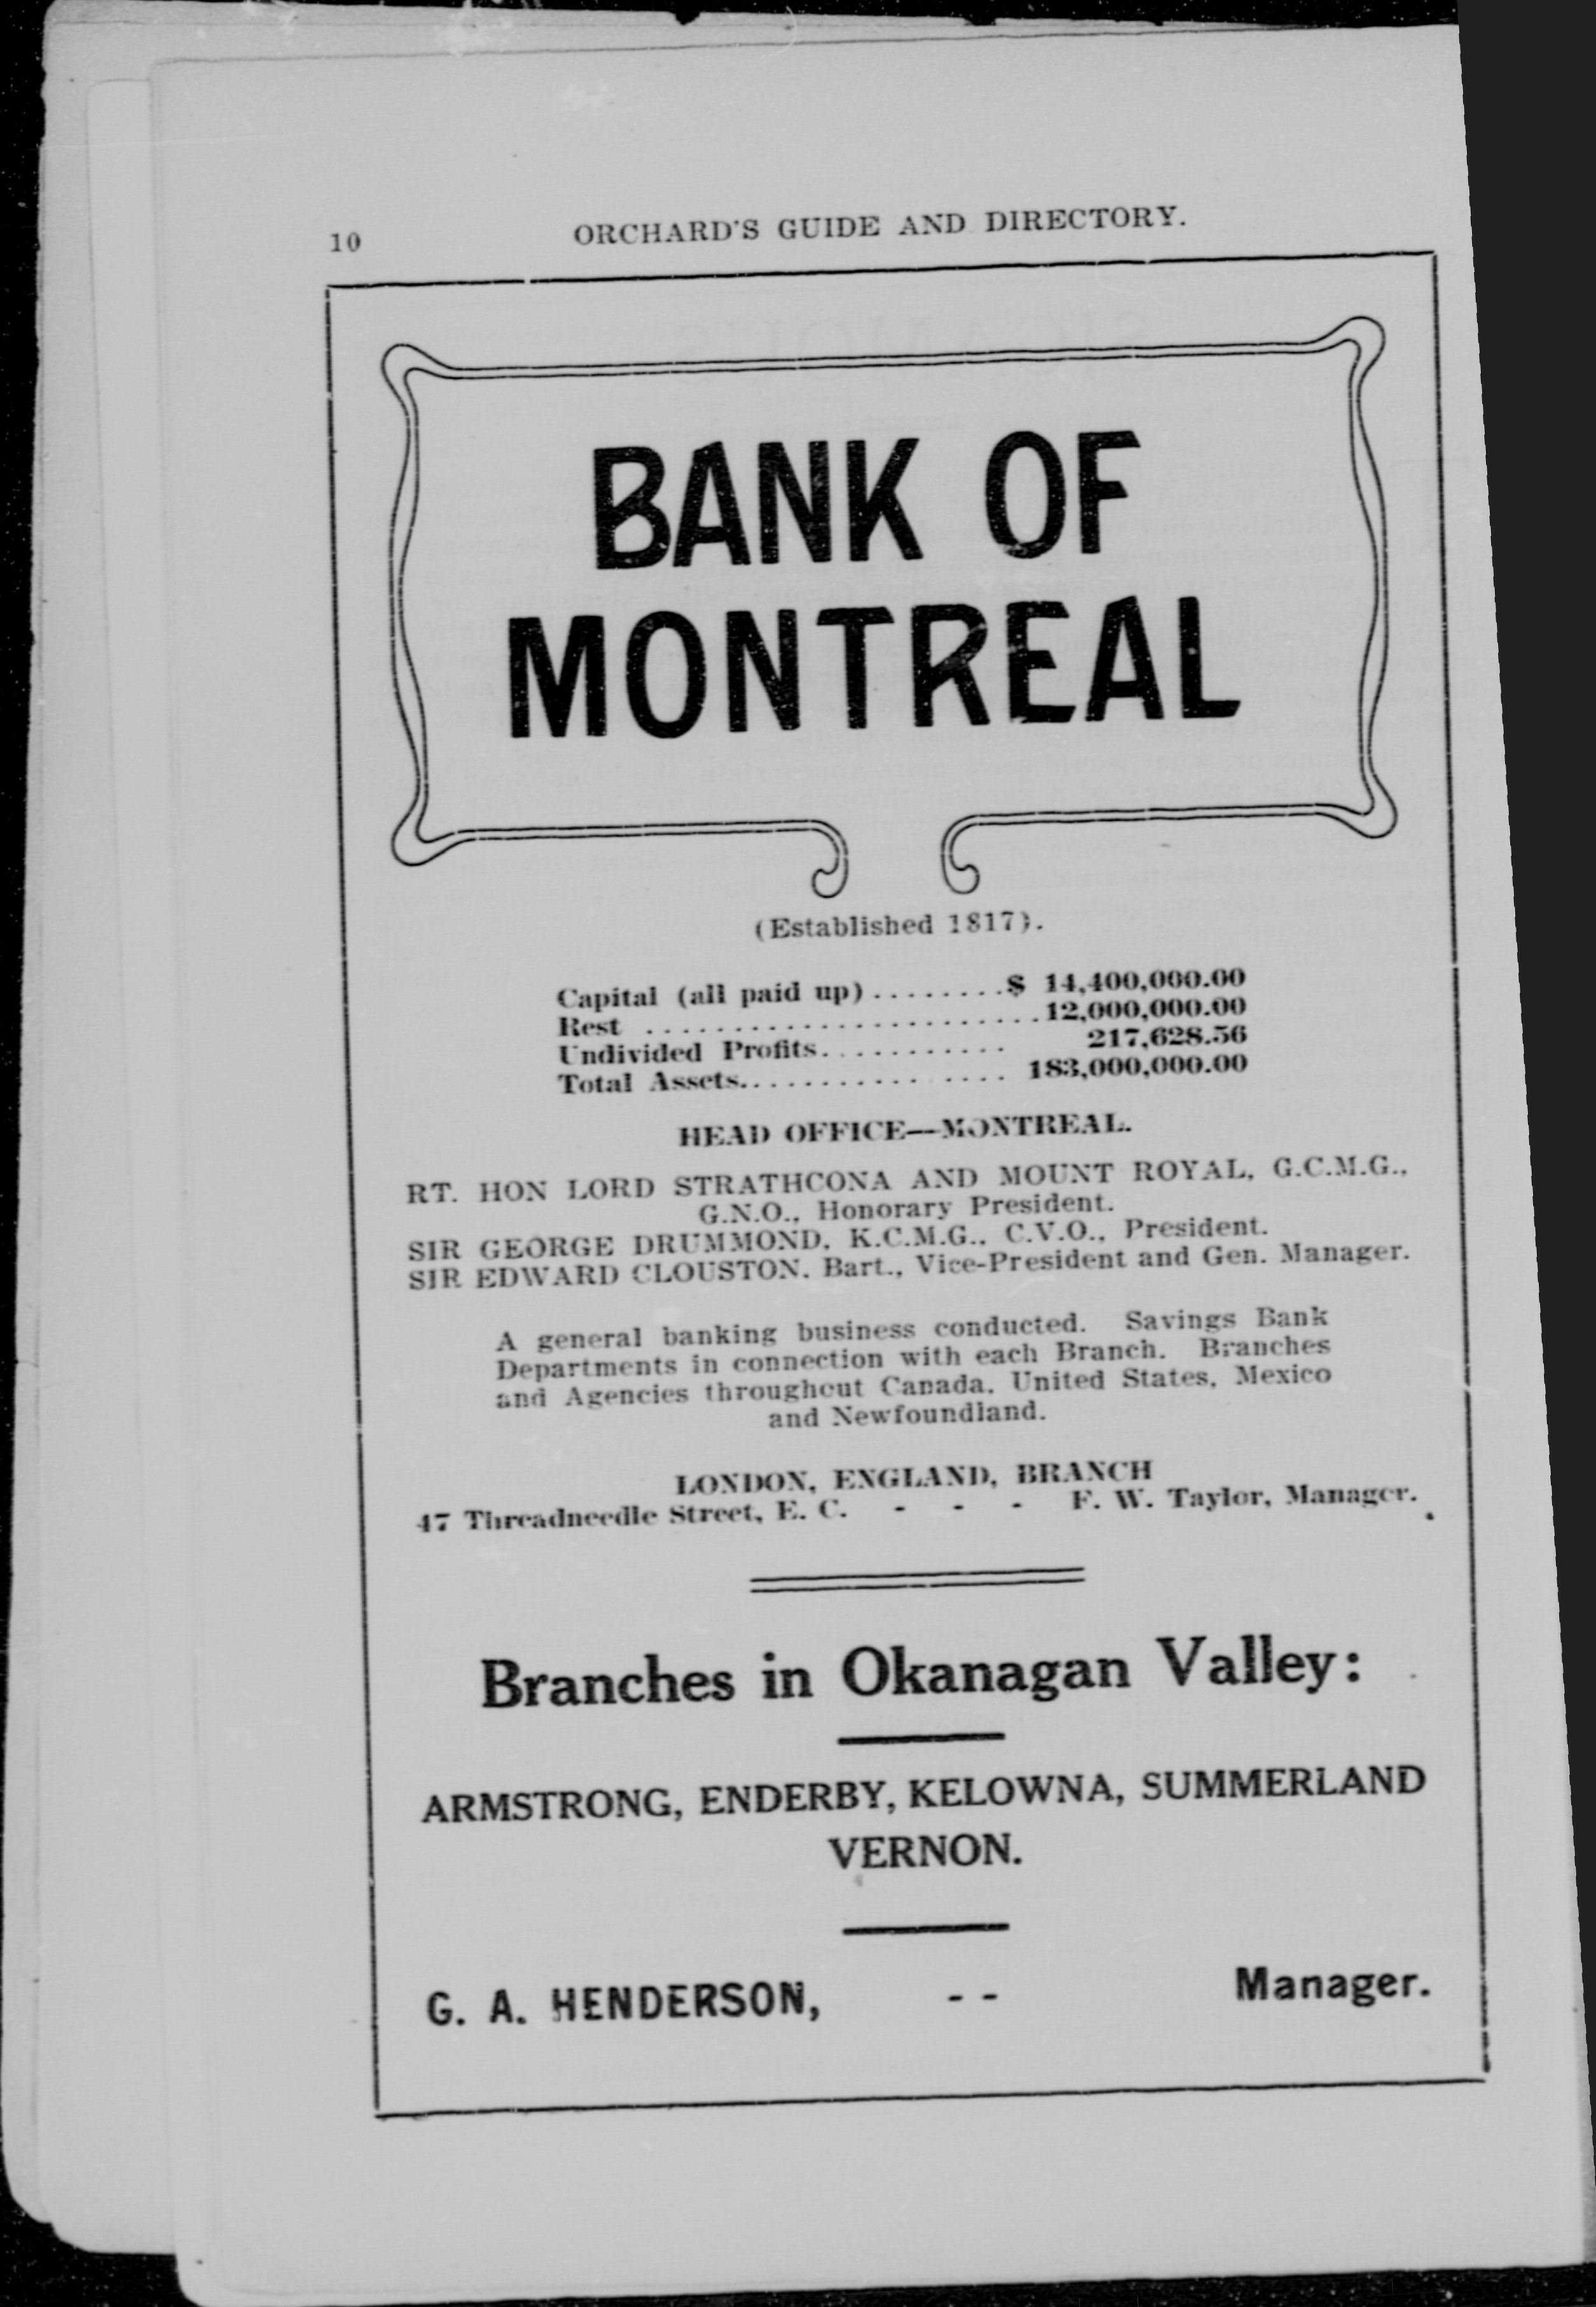 10
ORCHARD'S GUIDE AND DIRECTORY.
BANK OF
MONTREAL
(Established 1817).
Capital (all paid up) ........$ 14,400,000.00
Rest .......................12,000,000.00
Undivided Profits........... 217,628.56
Total Assets................ 183,000,000.00
HEAD OFFICE—MONTREAL.
RT. HON LORD STRATHCONA AND MOUNT ROYAL, G.C.M.G.,
G.N.O., Honorary President.
SIR GEORGE DRUMMOND, K.C.M.G., C.V.O., President.
SIR EDWARD CLOUSTON, Bart., Vice-President and Gen. Manager.
A general banking business conducted. Savings Bank
Departments in connection with each Branch. Branches
and Agencies throughout Canada, United States, Mexico
and Newfoundland.
LONDON, ENGLAND, BRANCH
47 Threadneedle Street, E. C. - - - F. W. Taylor, Manager.
Branches in Okanagan Valley:
ARMSTRONG, ENDERBY, KELOWNA, SUMMERLAND
VERNON.
G. A. HENDERSON, - - Manager.